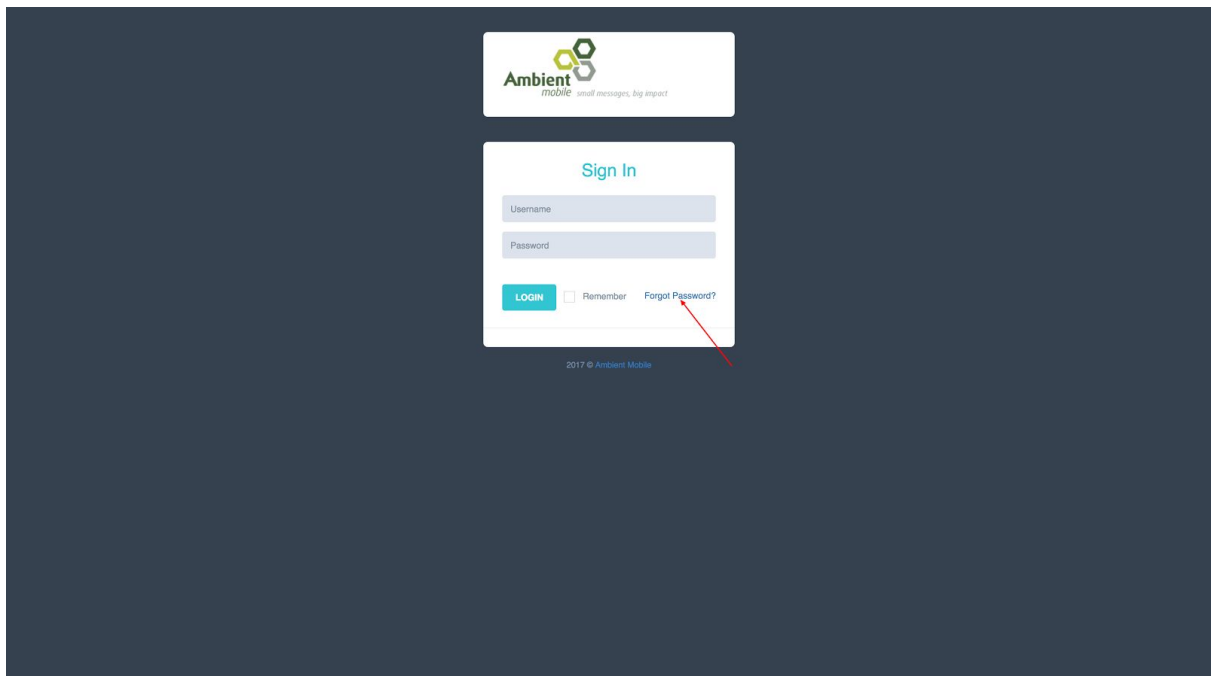 Ambient
mobile small messages, big impact
Sign In
Username
Password
LOGIN Remember Forgot Password?
2017 © Ambient Mobile